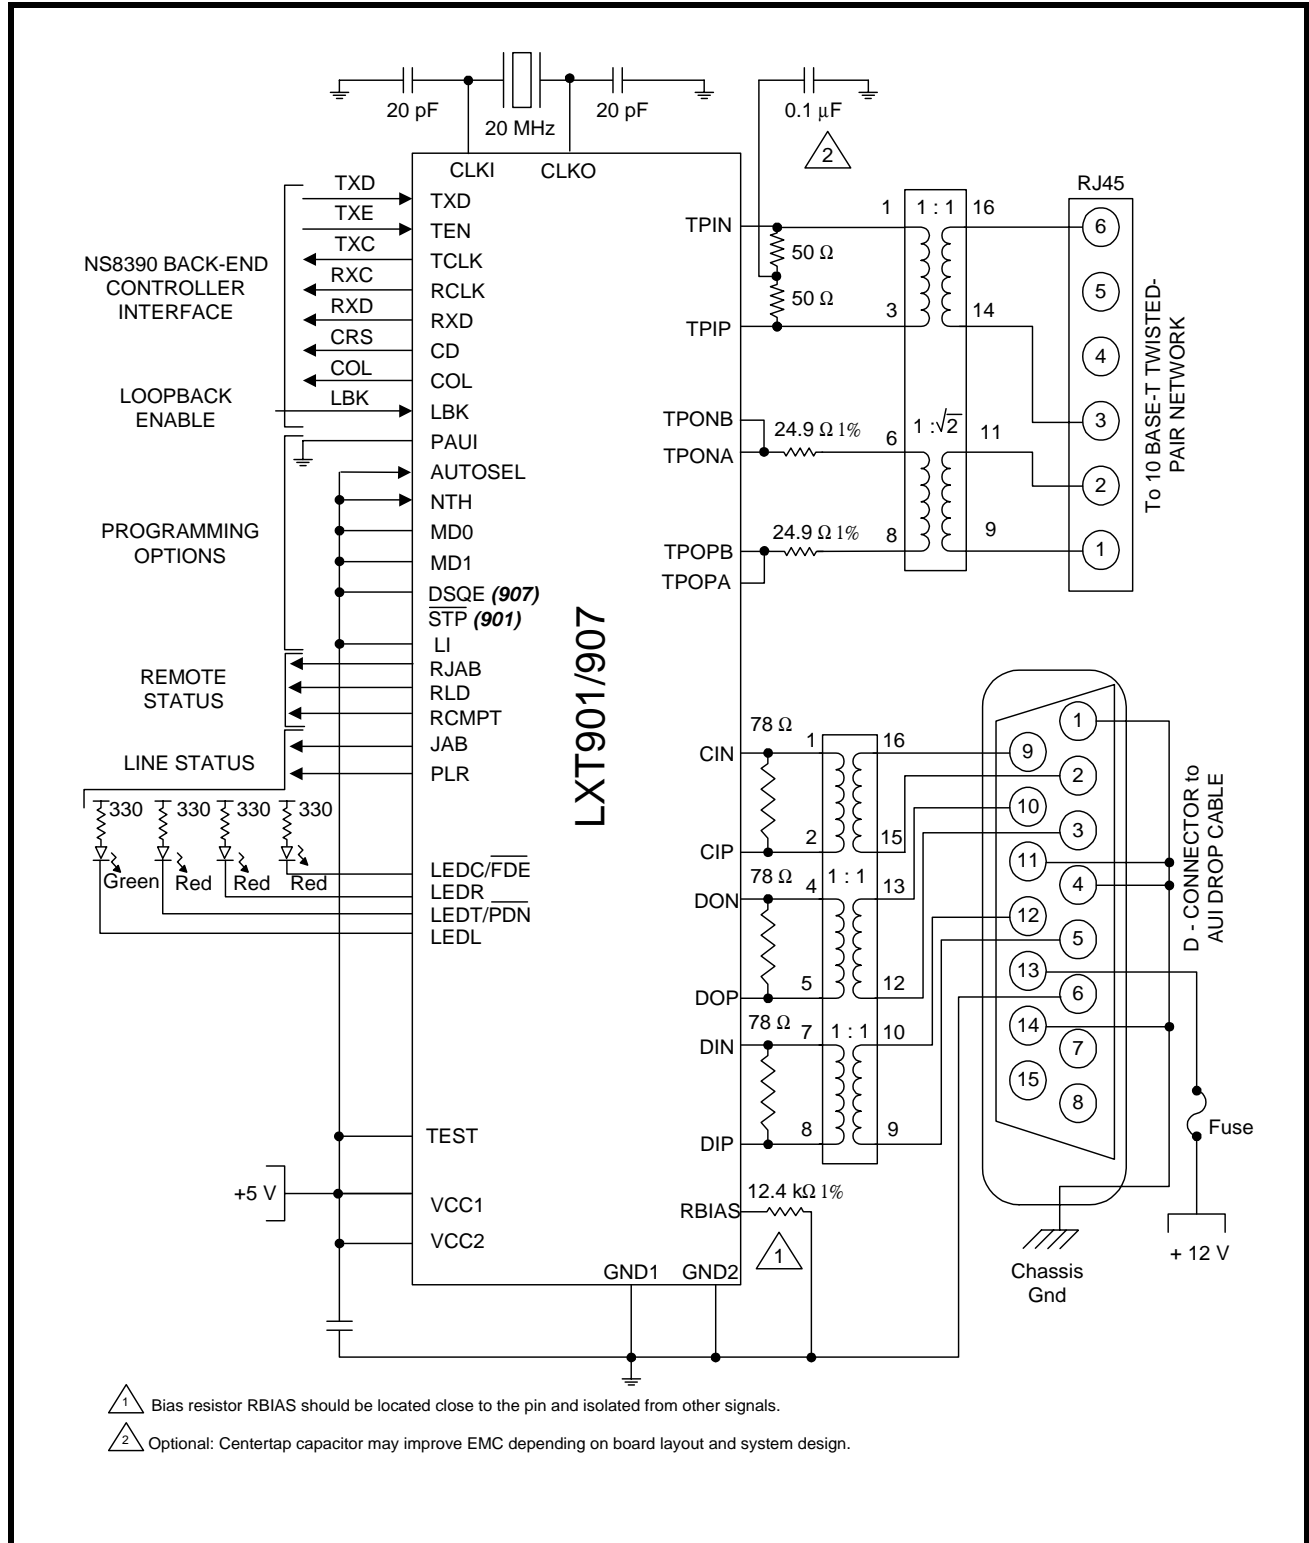 20 pF
20 MHz
20 pF
0.1 µF
2
CLKI
CLKO
NS8390 BACK-END
CONTROLLER
INTERFACE
LOOPBACK
ENABLE
TXD
TXE
TXC
RXC
RXD
CRS
COL
LBK
TXD
TEN
TCLK
RCLK
RXD
CD
COL
LBK
PAUI
AUTOSEL
NTH
MD0
MD1
DSQE (907)
STP (901)
LI
RJAB
RLD
RCMPT
JAB
PLR
PROGRAMMING
OPTIONS
REMOTE
STATUS
LINE STATUS
330
330
330
330
Green
Red
Red
Red
LEDC/FDE
LEDR
LEDT/PDN
LEDL
TEST
+5 V
VCC1
VCC2
LXT901/907
GND1
GND2
TPIN
TPIP
TPONB
TPONA
TPOPB
TPOPA
CIN
CIP
DON
DOP
DIN
DIP
RBIAS
50 Ω
50 Ω
24.9 Ω 1%
24.9 Ω 1%
1
1 : 1
16
3
14
1 :√2
6
11
8
9
RJ45
6
5
4
3
2
1
To 10 BASE-T TWISTED-
PAIR NETWORK
78 Ω
1
16
2
15
78 Ω
4
1 : 1
13
5
12
78 Ω
7
1 : 1
10
8
9
12.4 kΩ 1%
1
1
9
2
10
3
11
4
12
5
13
6
14
7
15
8
D - CONNECTOR to
AUI DROP CABLE
Fuse
+ 12 V
Chassis
Gnd
1 Bias resistor RBIAS should be located close to the pin and isolated from other signals.
2 Optional: Centertap capacitor may improve EMC depending on board layout and system design.